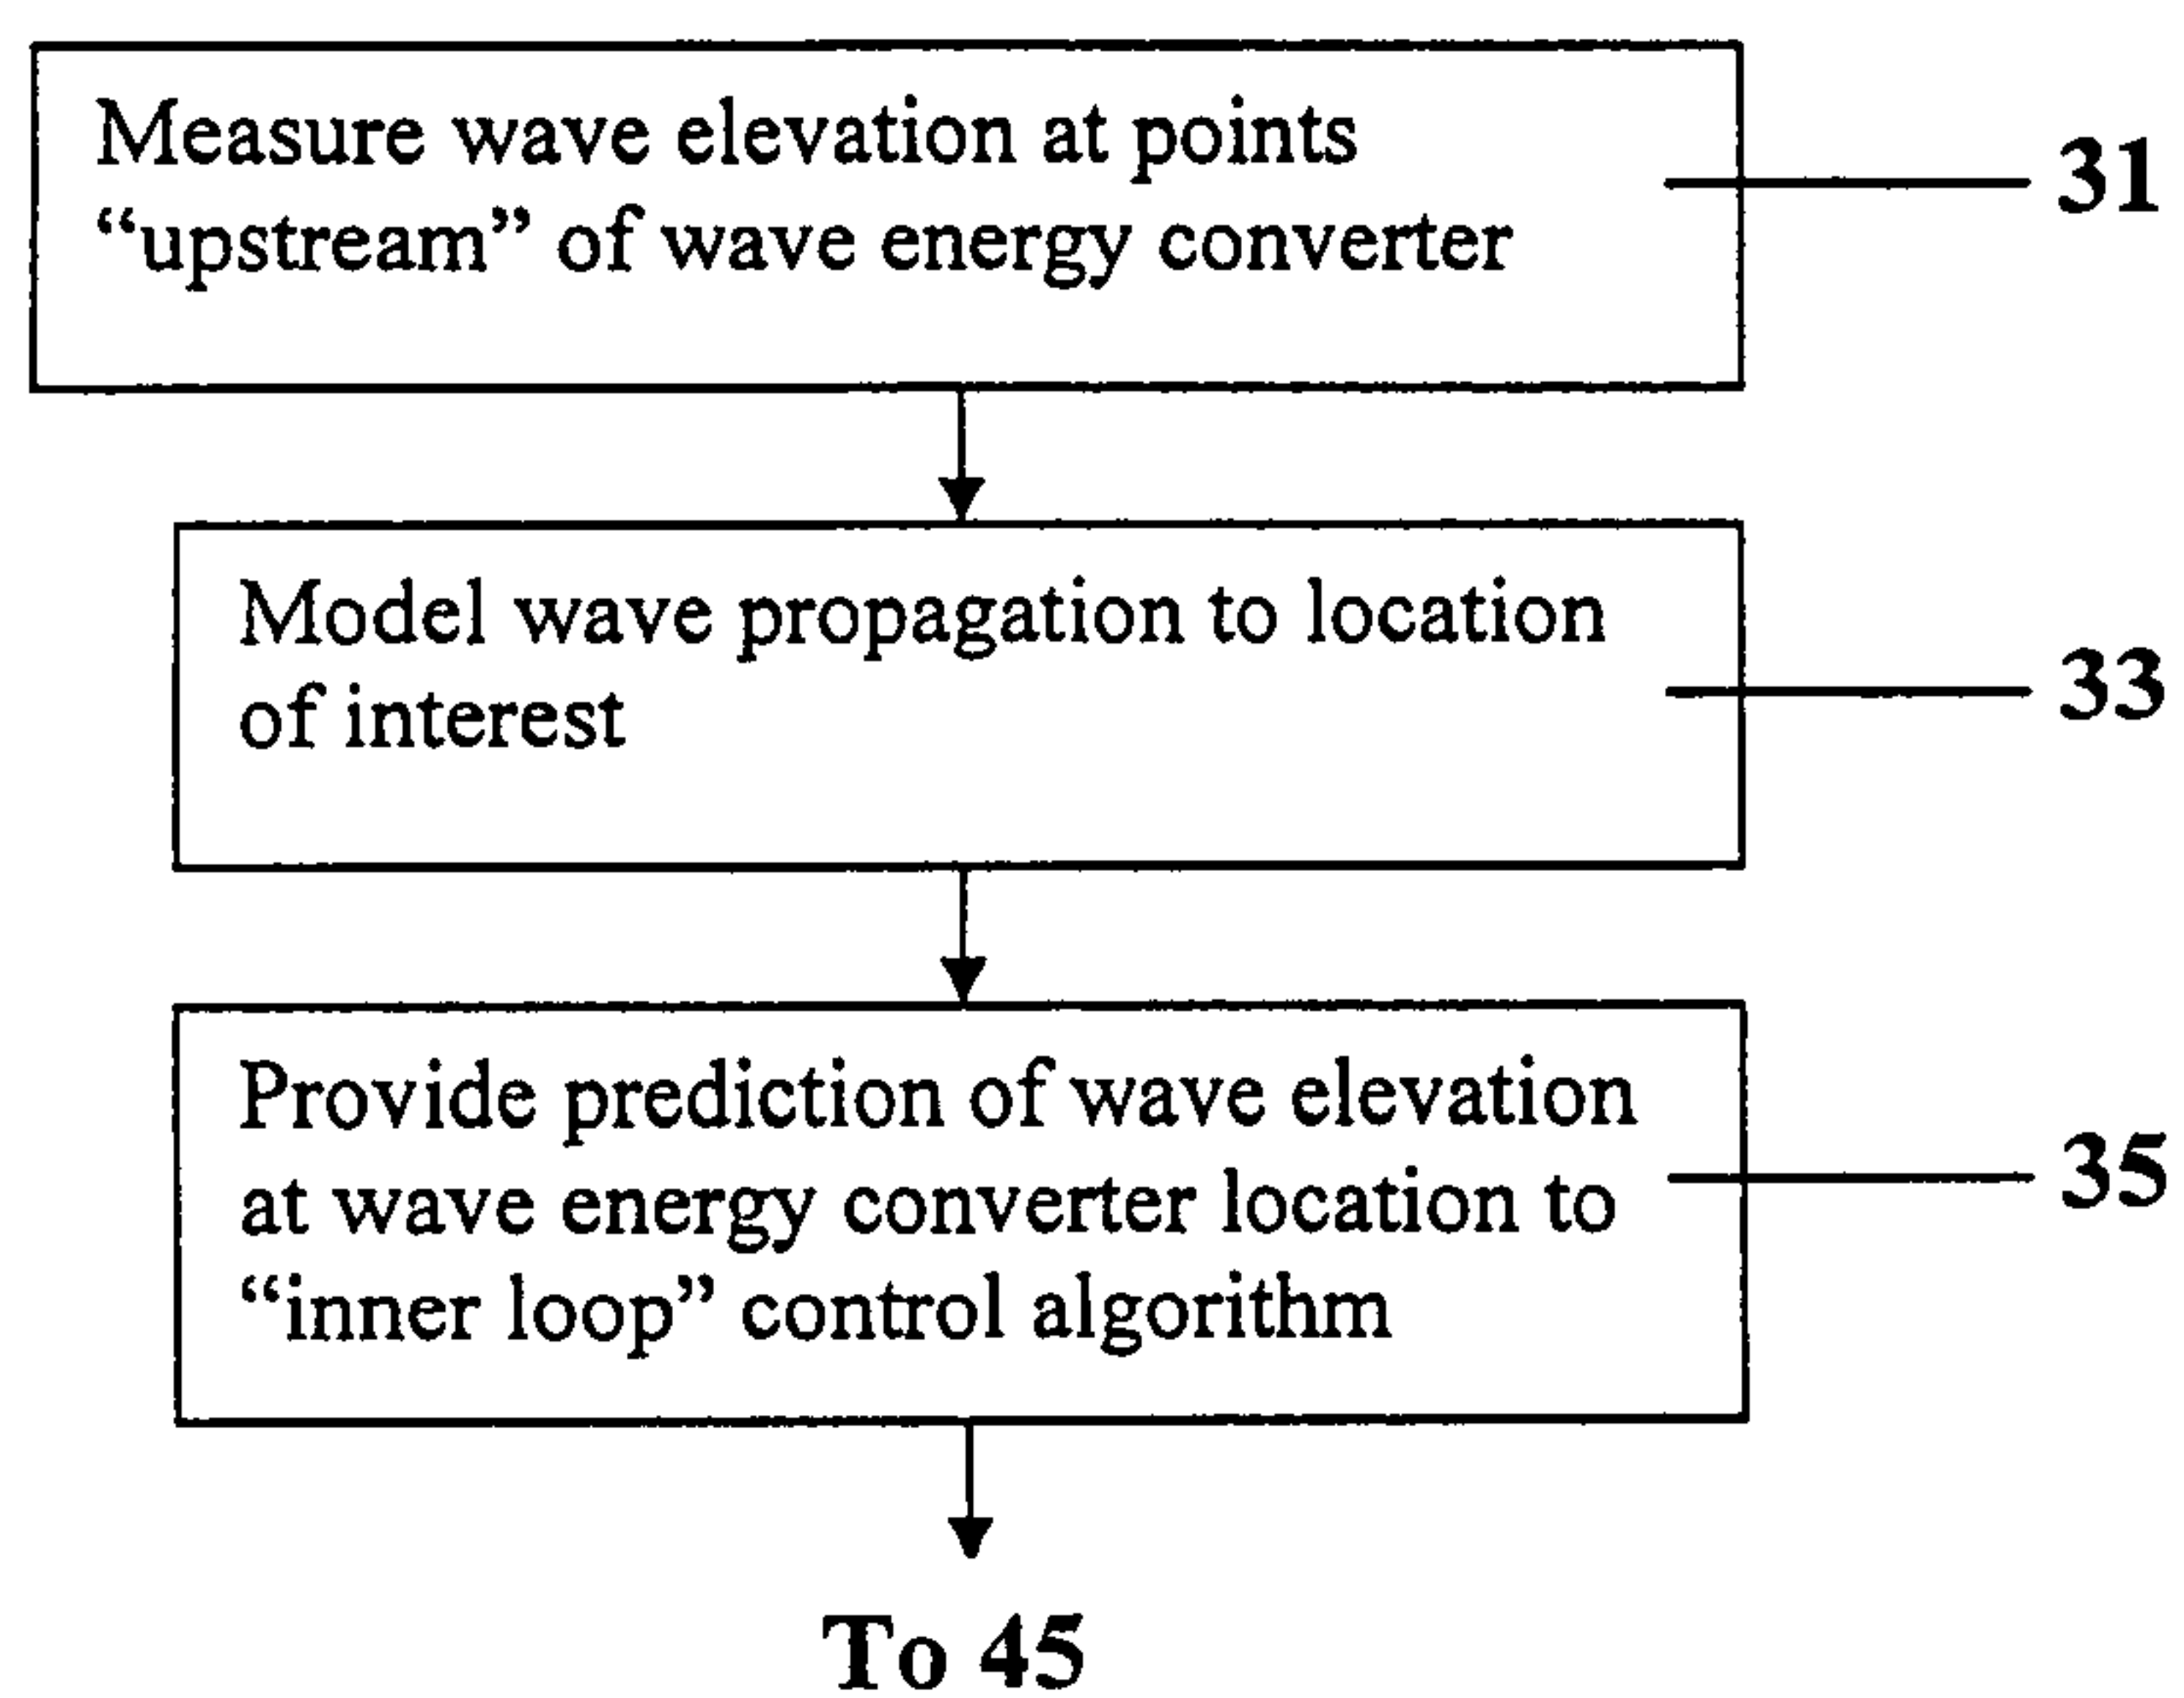 Measure wave elevation at points
“upstream” of wave energy converter
31
Model wave propagation to location
of interest
33
Provide prediction of wave elevation
at wave energy converter location to
“inner loop” control algorithm
35
To 45